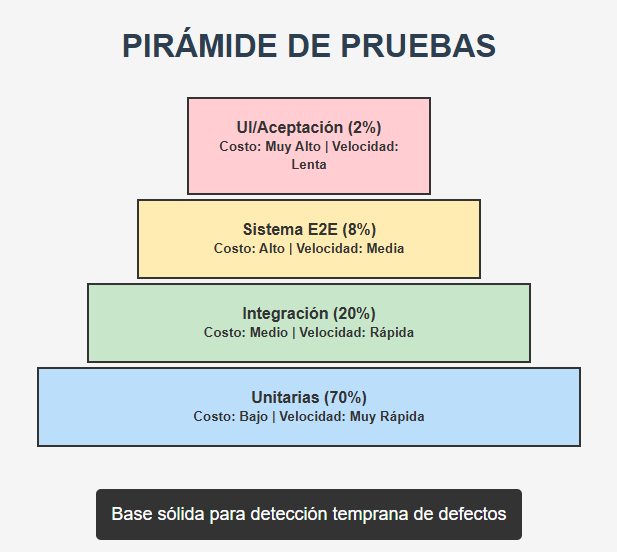 PIRÁMIDE DE PRUEBAS
UI/Aceptación (2%)
Costo: Muy Alto | Velocidad:
Lenta
Sistema E2E (8%)
Costo: Alto | Velocidad: Media
Integración (20%)
Costo: Medio | Velocidad: Rápida
Unitarias (70%)
Costo: Bajo | Velocidad: Muy Rápida
Base sólida para detección temprana de defectos